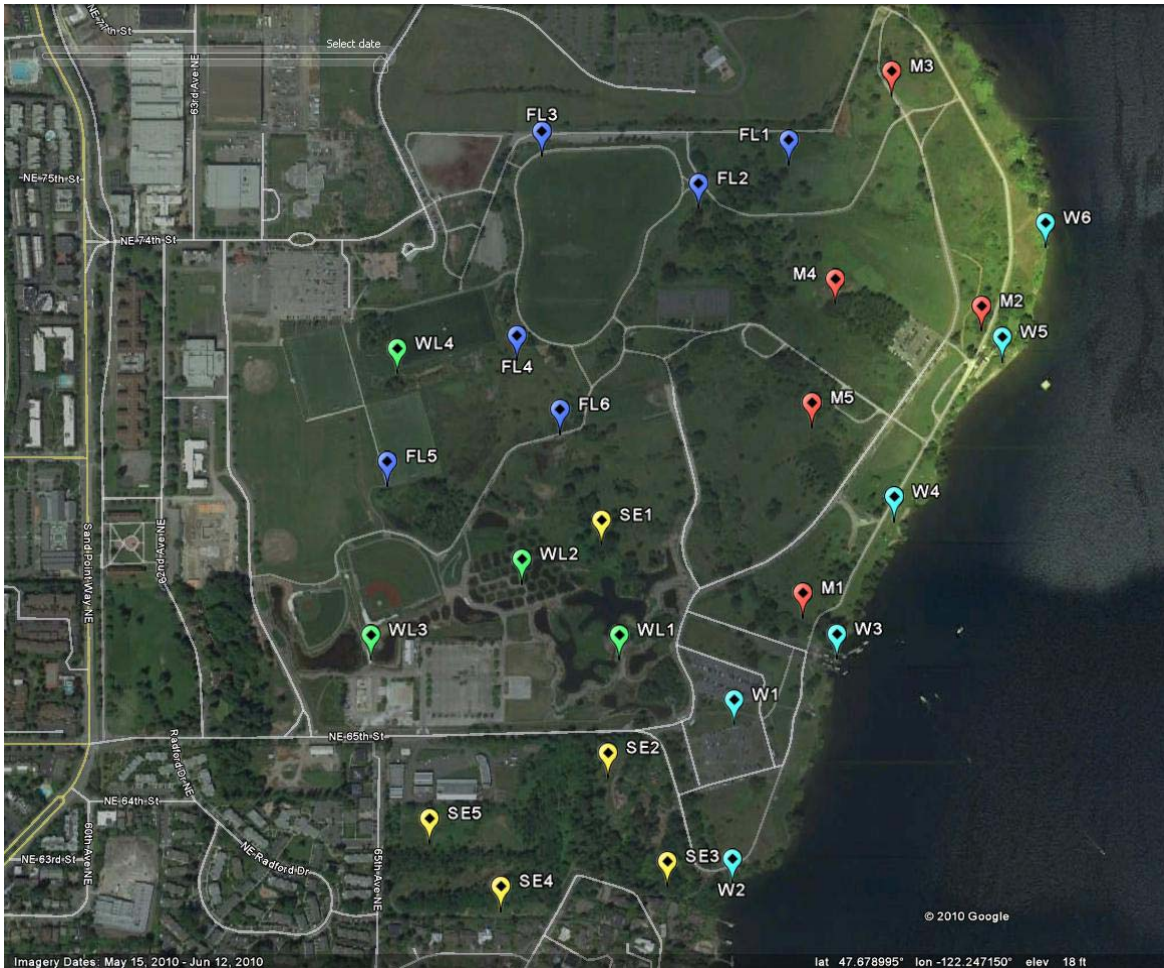 NE 77th St
Select date
63rd Ave NE
M3
FL3
FL1
NE 75th St
FL2
W6
NE 74th St
M4
M2
W5
WL4
FL4
M5
FL6
FL5
W4
SE1
Sand Point Way NE
62nd Ave NE
WL2
M1
WL3
WL1
W3
W1
NE 65th St
SE2
Radford Dr NE
NE 64th St
SE5
60th Ave NE
NE 63rd St
NE Radford Dr
65th Ave NE
SE3
W2
SE4
© 2010 Google
Imagery Dates: May 15, 2010 - Jun 12, 2010
lat 47.678995° lon -122.247150° elev 18 ft